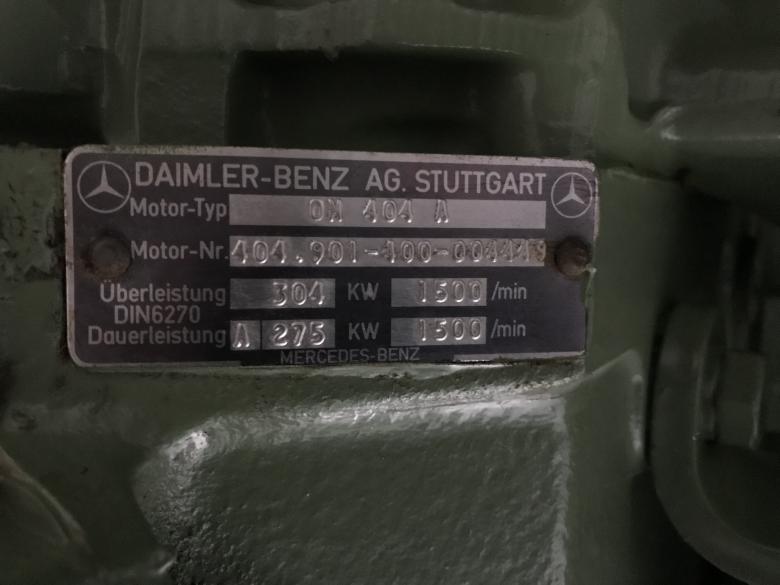 DAIMLER-BENZ AG. STUTTGART
Motor-Typ OM 404 A
Motor-Nr.
Überleistung 304 KW 1500/min
DIN6270
Dauerleistung A 275 KW 1500/min
MERCEDES-BENZ